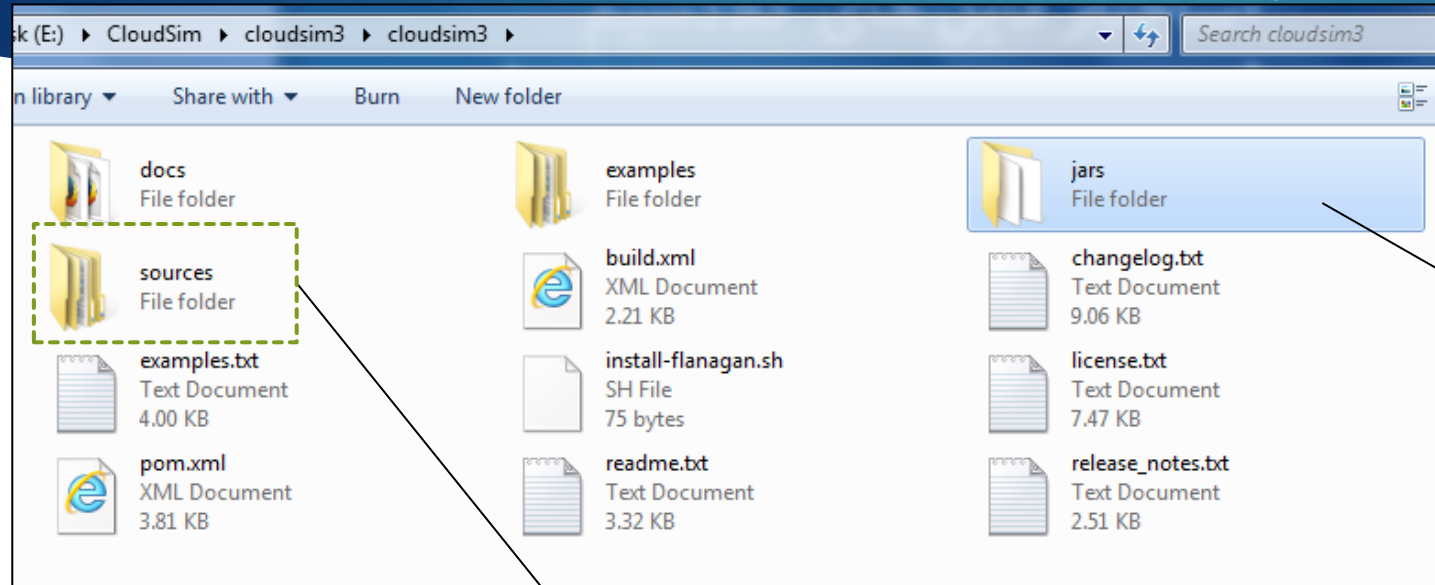 sk (E:) CloudSim cloudsim3 cloudsim3 Search cloudsim3
n library Share with Burn New folder
docs
File folder
examples
File folder
jars
File folder
sources
File folder
build.xml
XML Document
2.21 KB
changelog.txt
Text Document
9.06 KB
examples.txt
Text Document
4.00 KB
install-flanagan.sh
SH File
75 bytes
license.txt
Text Document
7.47 KB
pom.xml
XML Document
3.81 KB
readme.txt
Text Document
3.32 KB
release_notes.txt
Text Document
2.51 KB